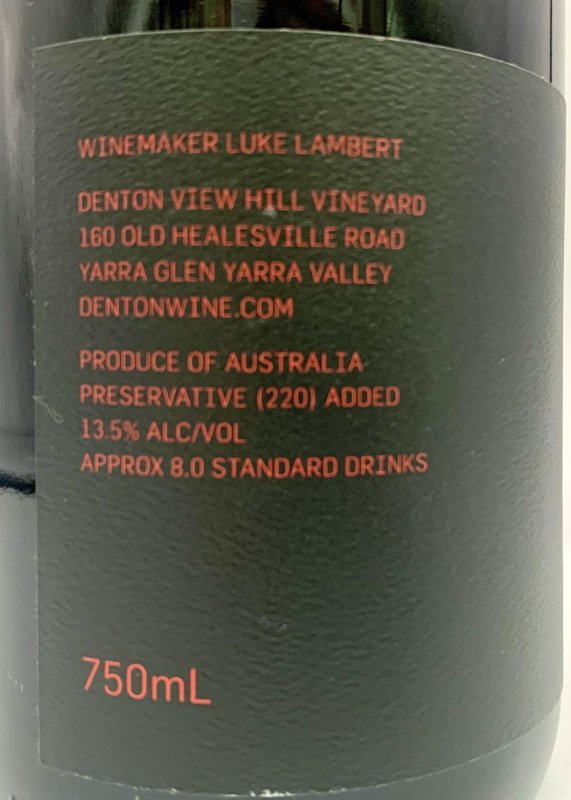 WINEMAKER LUKE LAMBERT
DENTON VIEW HILL VINEYARD
160 OLD HEALESVILLE ROAD
YARRA GLEN YARRA VALLEY
DENTONWINE.COM
PRODUCE OF AUSTRALIA
PRESERVATIVE (220) ADDED
13.5% ALC/VOL
APPROX 8.0 STANDARD DRINKS
750mL